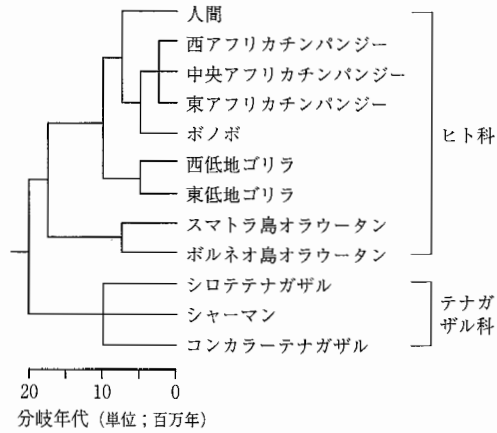 人間
西アフリカチンパンジー
中央アフリカチンパンジー
東アフリカチンパンジー
ボノボ
西低地ゴリラ
東低地ゴリラ
スマトラ島オラウータン
ボルネオ島オラウータン
ヒト科
シロテテナガザル
シャーマン
コンカラーテナガザル
テナガ
ザル科
20 10 0
分岐年代（単位；百万年）